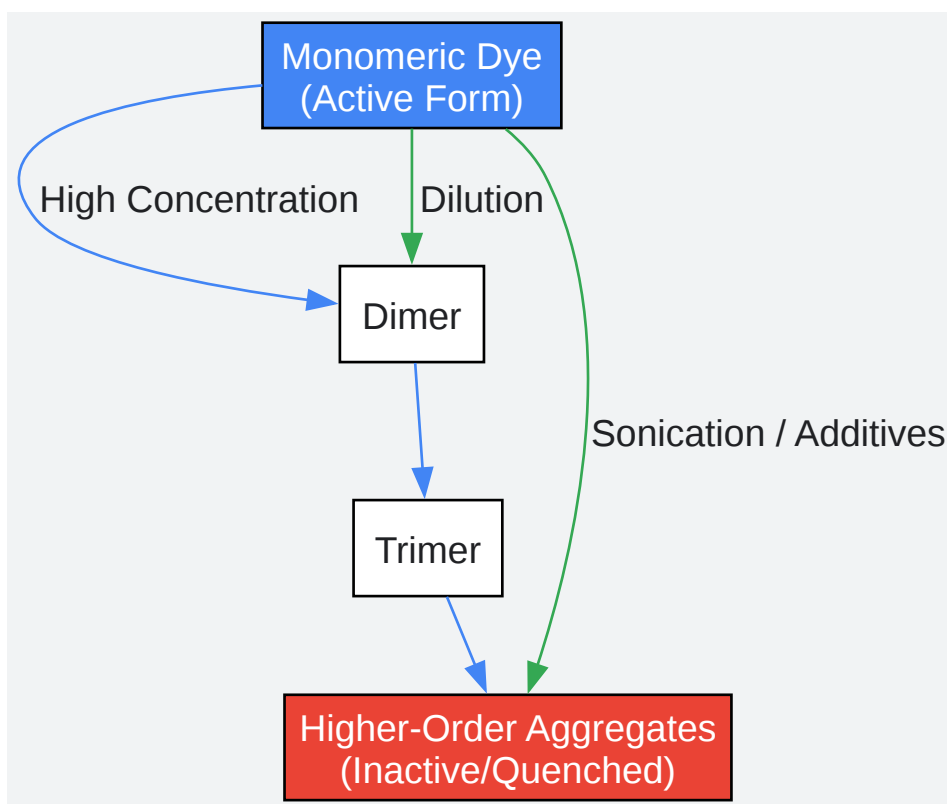 Monomeric Dye
(Active Form)
High Concentration
Dilution
Dimer
Sonication / Additives
Trimer
Higher-Order Aggregates
(Inactive/Quenched)